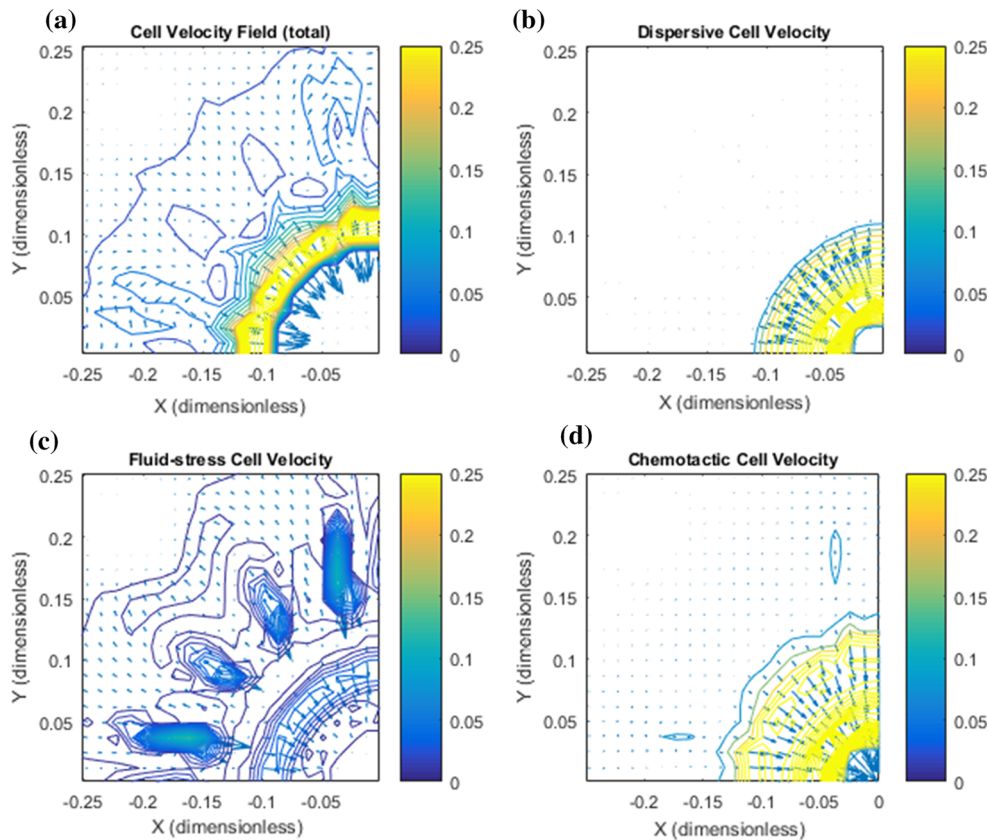 (a)
Cell Velocity Field (total)
0.25
0.2
0.15
0.1
0.05
Y (dimensionless)
-0.25 -0.2 -0.15 -0.1 -0.05
X (dimensionless)
0.25
0.2
0.15
0.1
0.05
0
(b)
Dispersive Cell Velocity
0.25
0.2
0.15
0.1
0.05
Y (dimensionless)
-0.25 -0.2 -0.15 -0.1 -0.05
X (dimensionless)
0.25
0.2
0.15
0.1
0.05
0
(c)
Fluid-stress Cell Velocity
0.25
0.2
0.15
0.1
0.05
Y (dimensionless)
-0.25 -0.2 -0.15 -0.1 -0.05
X (dimensionless)
0.25
0.2
0.15
0.1
0.05
0
(d)
Chemotactic Cell Velocity
0.25
0.2
0.15
0.1
0.05
Y (dimensionless)
-0.2 -0.15 -0.1 -0.05 0
X (dimensionless)
0.25
0.2
0.15
0.1
0.05
0